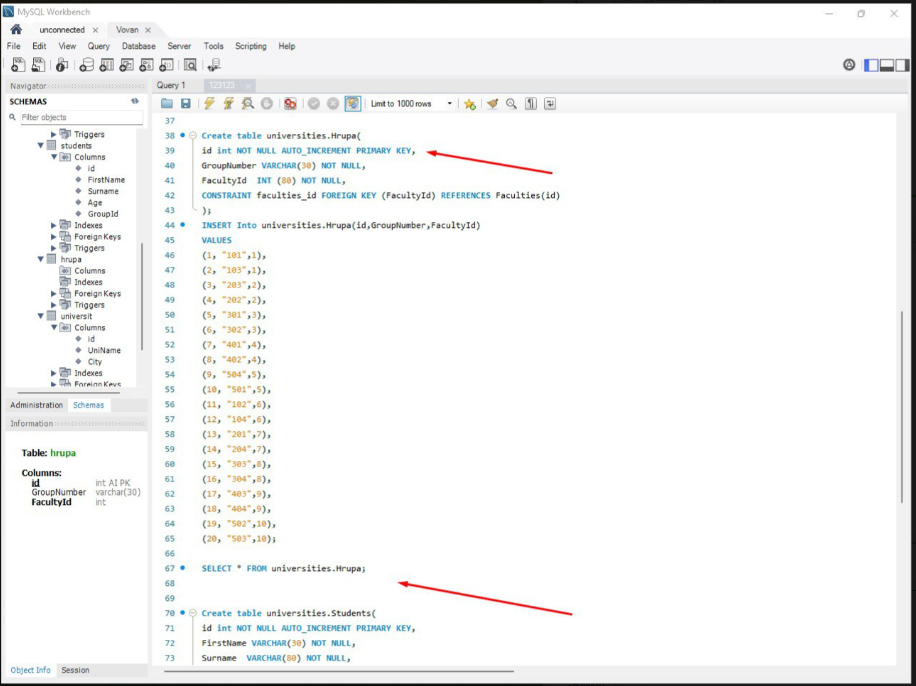 MySQL Workbench
unconnected
Vovan
File Edit View Query Database Server Tools Scripting Help
Navigator
SCHEMAS
Filter objects
Triggers
students
Columns
id
FirstName
Surname
Age
GroupId
Indexes
Foreign Keys
Triggers
hrupa
Columns
Indexes
Foreign Keys
Triggers
universit
Columns
id
UniName
City
Indexes
Foreign Keys
Administration Schemas
Information
Table: hrupa
Columns:
id int AI PK
GroupNumber varchar(30)
FacultyId int
Object Info Session
Query 1 123123
Limit to 1000 rows
37
38 Create table universities.Hrupa(
39 id int NOT NULL AUTO_INCREMENT PRIMARY KEY,
40 GroupNumber VARCHAR(30) NOT NULL,
41 FacultyId INT (80) NOT NULL,
42 CONSTRAINT faculties_id FOREIGN KEY (FacultyId) REFERENCES Faculties(id)
43 );
44 INSERT Into universities.Hrupa(id,GroupNumber,FacultyId)
45 VALUES
46 (1, "101",1),
47 (2, "103",1),
48 (3, "203",2),
49 (4, "202",2),
50 (5, "301",3),
51 (6, "302",3),
52 (7, "401",4),
53 (8, "402",4),
54 (9, "504",5),
55 (10, "501",5),
56 (11, "102",6),
57 (12, "104",6),
58 (13, "201",7),
59 (14, "204",7),
60 (15, "303",8),
61 (16, "304",8),
62 (17, "403",9),
63 (18, "404",9),
64 (19, "502",10),
65 (20, "503",10);
66
67 SELECT * FROM universities.Hrupa;
68
69
70 Create table universities.Students(
71 id int NOT NULL AUTO_INCREMENT PRIMARY KEY,
72 FirstName VARCHAR(30) NOT NULL,
73 Surname VARCHAR(80) NOT NULL,